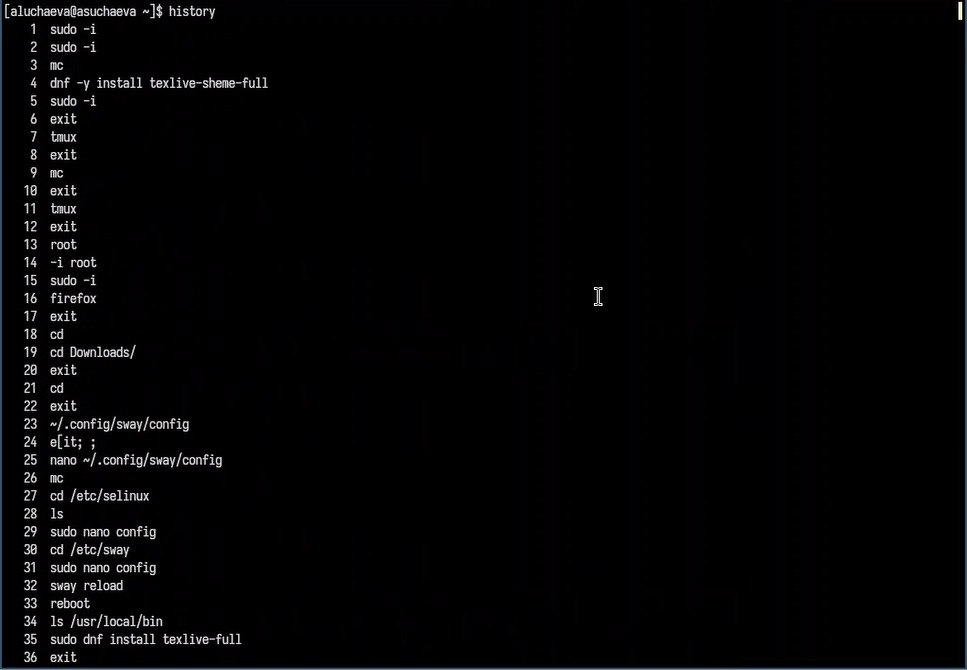 [aluchaeva@asuchaeva ~]$ history
1 sudo -i
2 sudo -i
3 mc
4 dnf -y install texlive-sheme-full
5 sudo -i
6 exit
7 tmux
8 exit
9 mc
10 exit
11 tmux
12 exit
13 root
14 -i root
15 sudo -i
16 firefox
17 exit
18 cd
19 cd Downloads/
20 exit
21 cd
22 exit
23 ~/.config/sway/config
24 e[it; ;
25 nano ~/.config/sway/config
26 mc
27 cd /etc/selinux
28 ls
29 sudo nano config
30 cd /etc/sway
31 sudo nano config
32 sway reload
33 reboot
34 ls /usr/local/bin
35 sudo dnf install texlive-full
36 exit